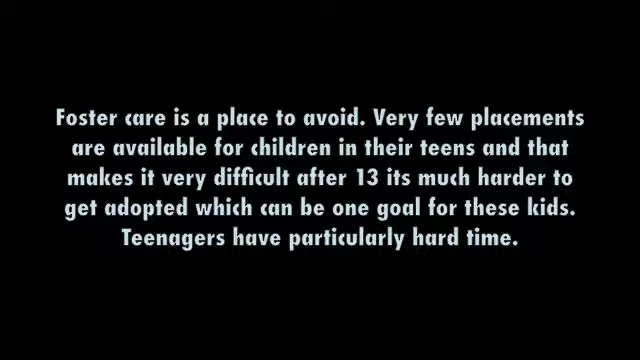 Foster care is a place to avoid. Very few placements
are available for children in their teens and that
makes it very difficult after 13 its much harder to
get adopted which can be one goal for these kids.
Teenagers have particularly hard time.